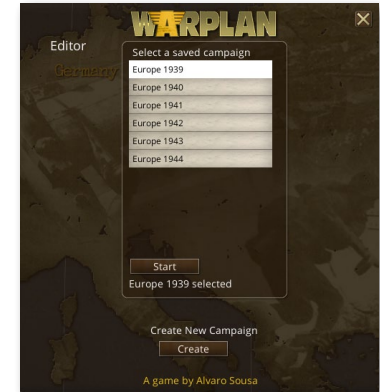 WARPLAN
Editor
Select a saved campaign
Germany
Europe 1939
Europe 1940
Europe 1941
Europe 1942
Europe 1943
Europe 1944
Start
Europe 1939 selected
Create New Campaign
Create
A game by Alvaro Sousa